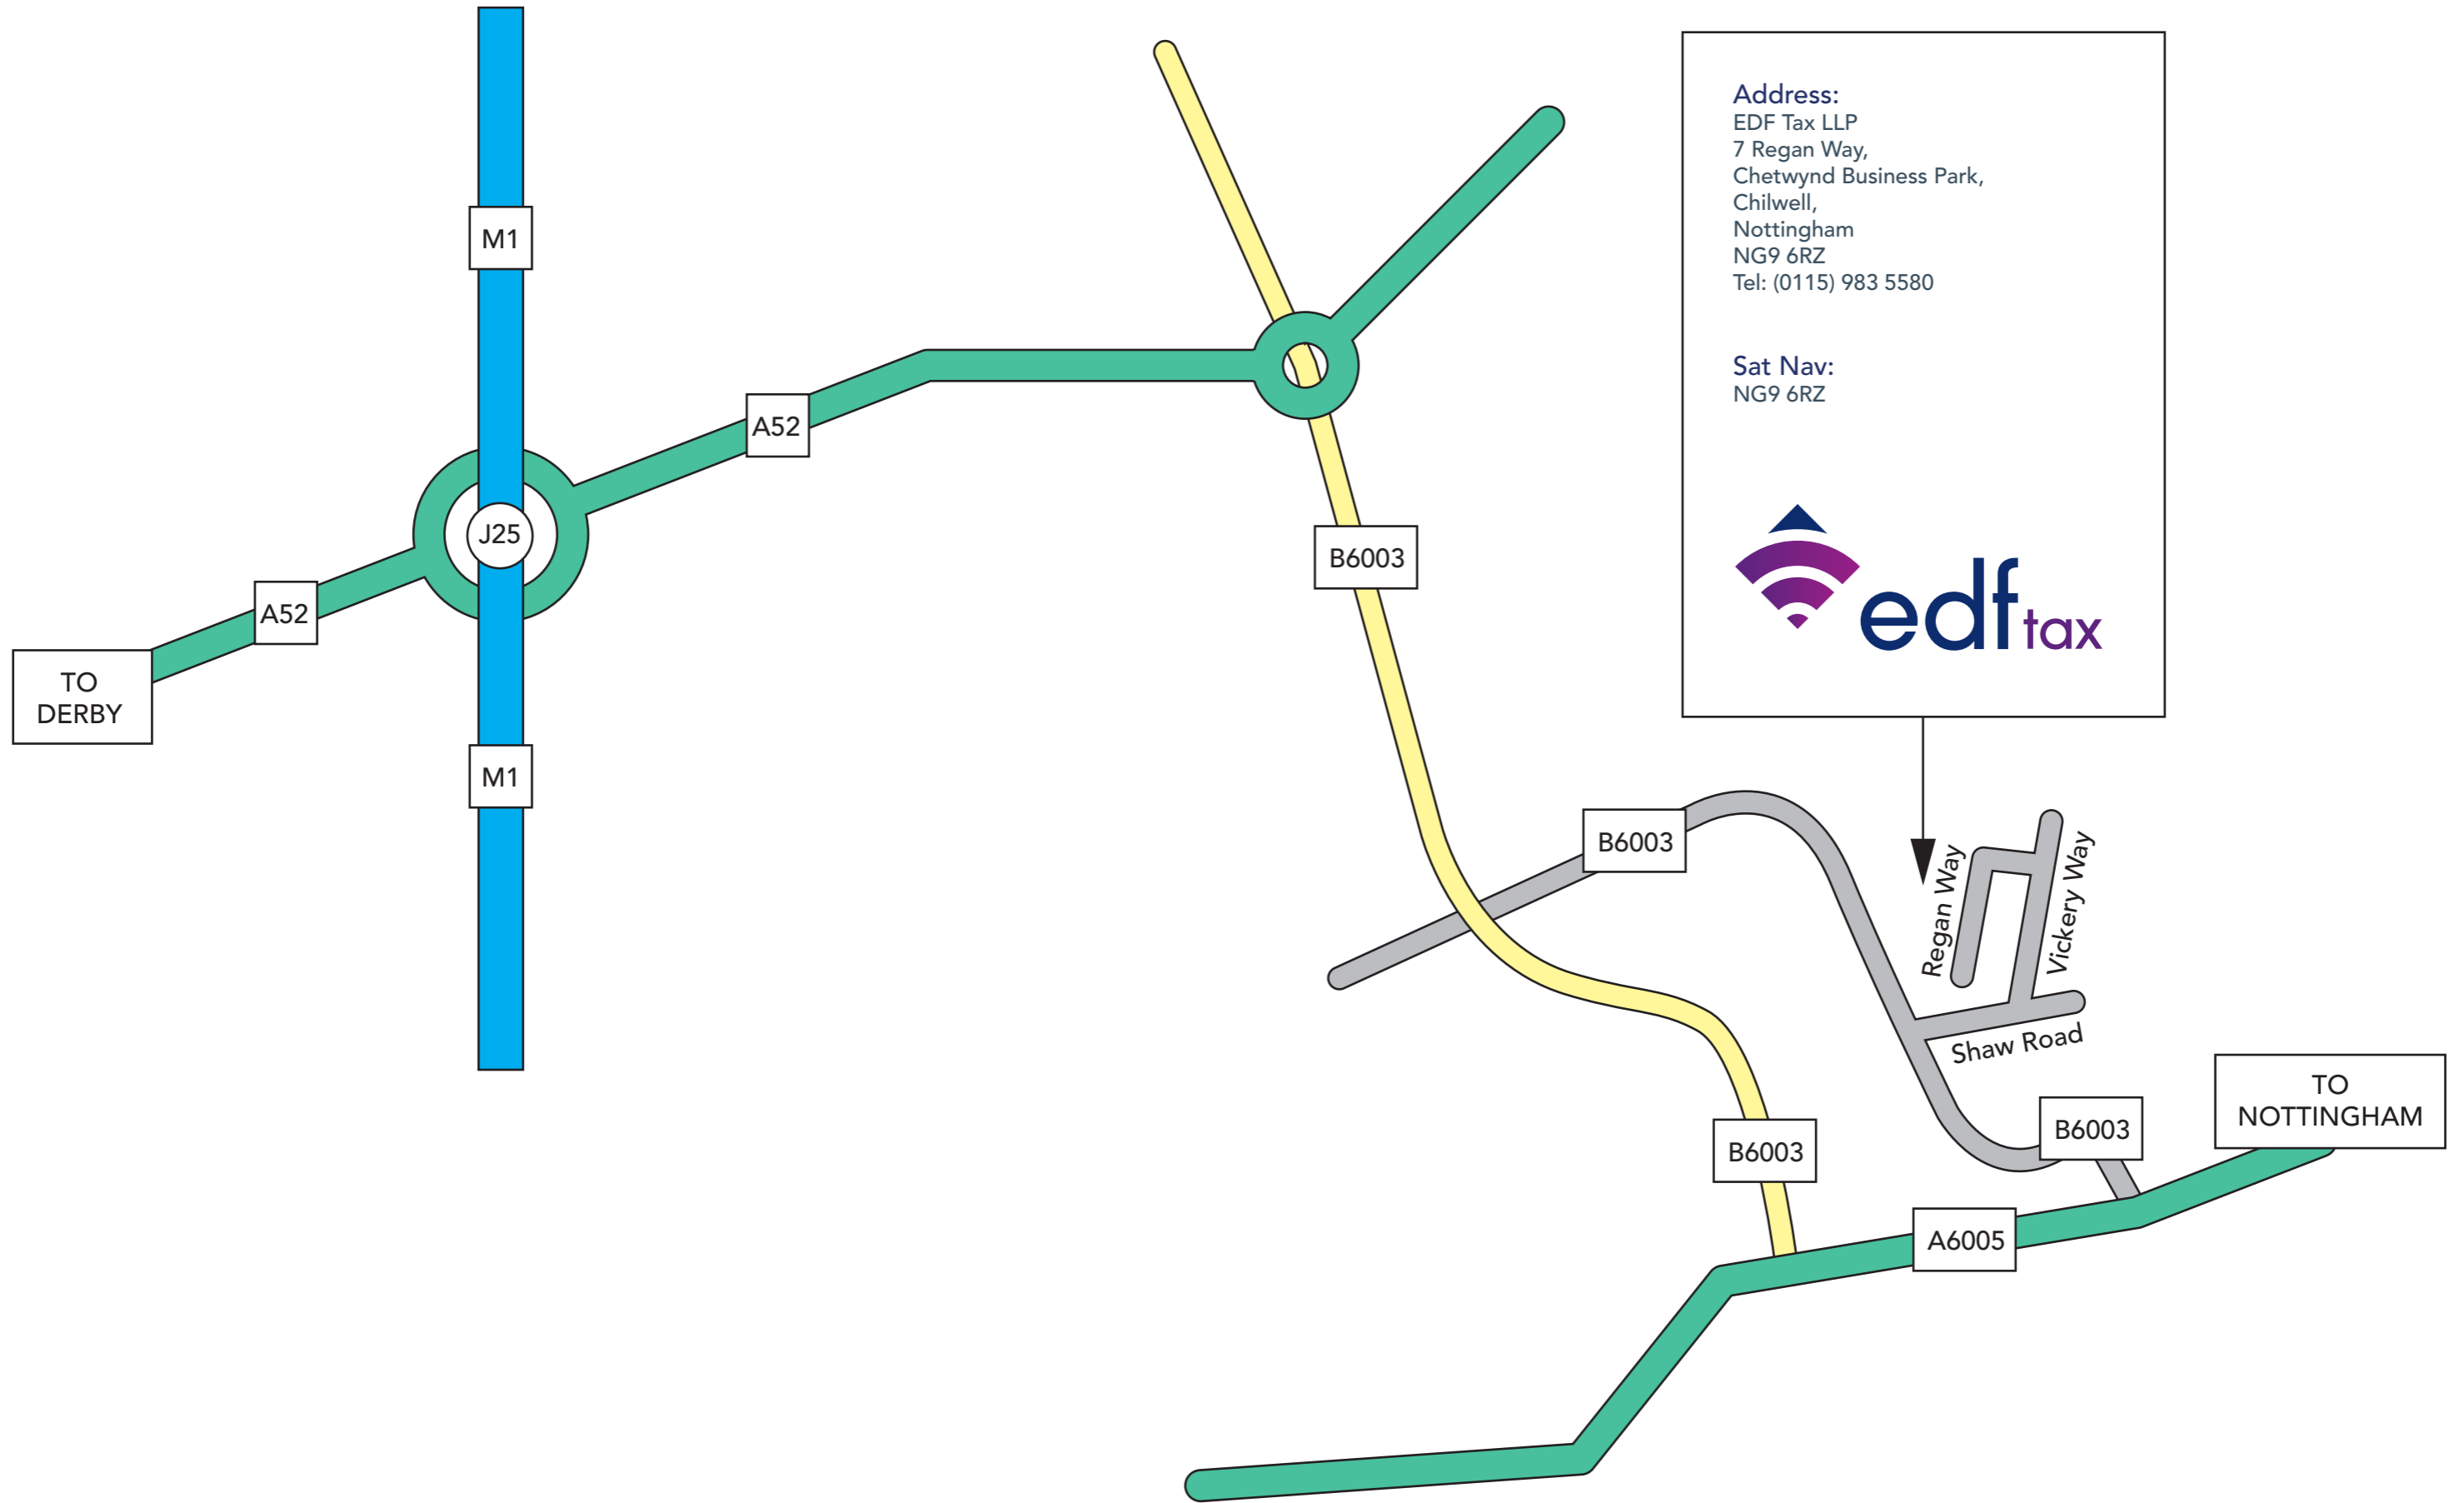 M1
A52
J25
A52
TO
DERBY
M1
B6003
Address:
EDF Tax LLP
7 Regan Way,
Chetwynd Business Park,
Chilwell,
Nottingham
NG9 6RZ
Tel: (0115) 983 5580
Sat Nav:
NG9 6RZ
edf tax
B6003
Regan Way
Vickery Way
Shaw Road
B6003
B6003
TO
NOTTINGHAM
A6005